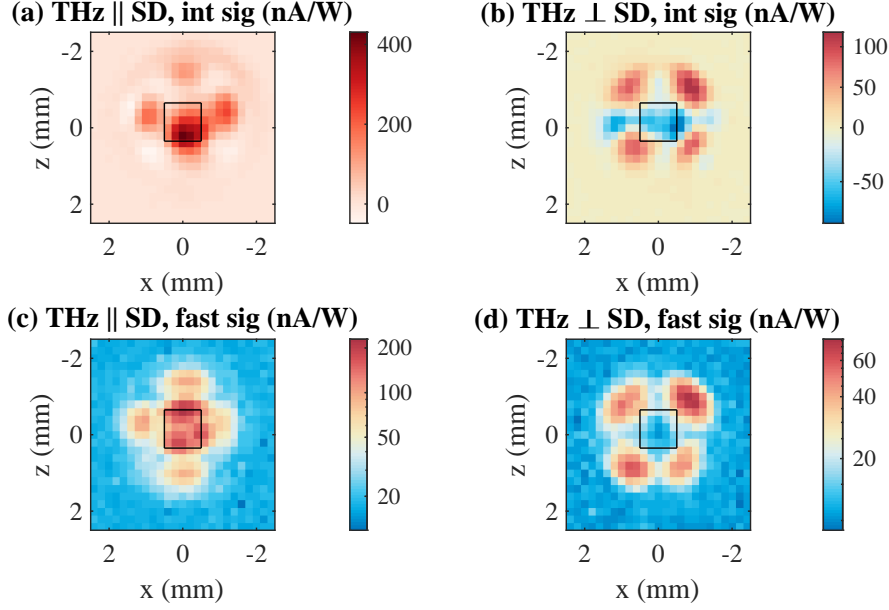 (a) THz ∥ SD, int sig (nA/W)
-2
0
2
z (mm)
2 0 -2
x (mm)
400
200
0
(b) THz ⊥ SD, int sig (nA/W)
-2
0
2
z (mm)
2 0 -2
x (mm)
100
50
0
-50
(c) THz ∥ SD, fast sig (nA/W)
-2
0
2
z (mm)
2 0 -2
x (mm)
200
100
50
20
(d) THz ⊥ SD, fast sig (nA/W)
-2
0
2
z (mm)
2 0 -2
x (mm)
60
40
20